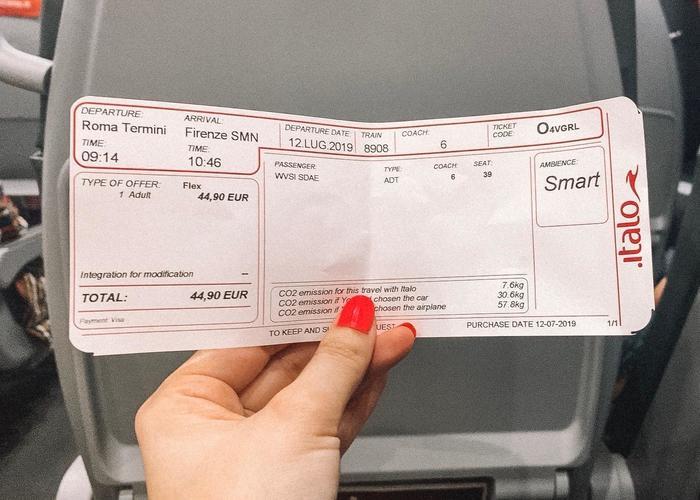 DEPARTURE:
Roma Termini
TIME:
09:14
ARRIVAL:
Firenze SMN
TIME:
10:46
DEPARTURE DATE:
12.LUG.2019
TRAIN
8908
COACH:
6
TICKET
CODE:
O4VGRL
TYPE OF OFFER: Flex
1 Adult 44,90 EUR
Integration for modification --
TOTAL: 44,90 EUR
Payment Visa
PASSENGER: TYPE: COACH: SEAT:
WVSI SDAE ADT 6 39
CO2 emission for this travel with Italo 7.6kg
CO2 emission if chosen the car 30.6kg
CO2 emission if chosen the airplane 57.8kg
AMBIENCE:
Smart
.italo
TO KEEP AND
PURCHASE DATE 12-07-2019 1/1